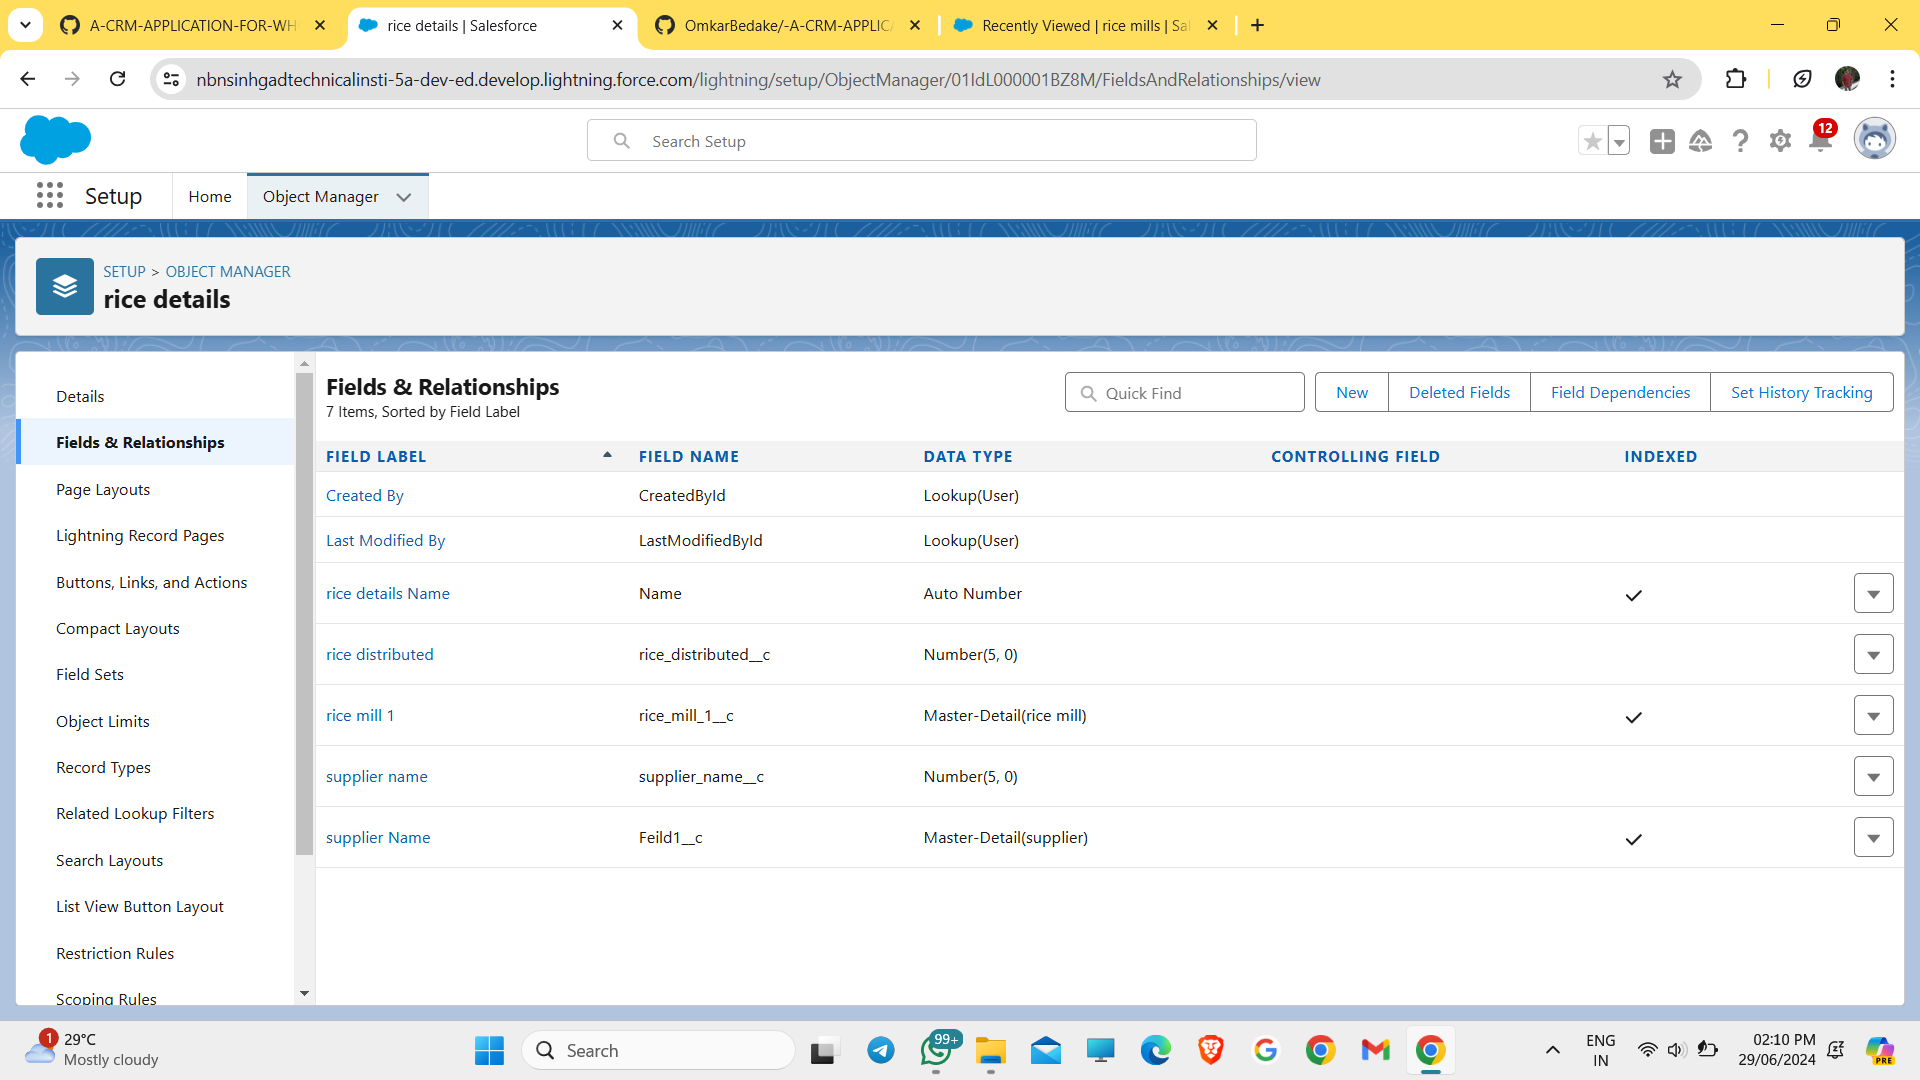 A-CRM-APPLICATION-FOR-WH
rice details | Salesforce
OmkarBedake/-A-CRM-APPLICA
Recently Viewed | rice mills | Sal
nbnsinhgadtechnicalinsti-5a-dev-ed.develop.lightning.force.com/lightning/setup/ObjectManager/01IdL000001BZ8M/FieldsAndRelationships/view
Search Setup
12
Setup
Home
Object Manager
SETUP > OBJECT MANAGER
rice details
Details
Fields & Relationships
Page Layouts
Lightning Record Pages
Buttons, Links, and Actions
Compact Layouts
Field Sets
Object Limits
Record Types
Related Lookup Filters
Search Layouts
List View Button Layout
Restriction Rules
Scoping Rules
Fields & Relationships
7 Items, Sorted by Field Label
Quick Find
New
Deleted Fields
Field Dependencies
Set History Tracking
FIELD LABEL FIELD NAME DATA TYPE CONTROLLING FIELD INDEXED
Created By CreatedById Lookup(User)
Last Modified By LastModifiedById Lookup(User)
rice details Name Name Auto Number
rice distributed rice_distributed__c Number(5, 0)
rice mill 1 rice_mill_1__c Master-Detail(rice mill)
supplier name supplier_name__c Number(5, 0)
supplier Name Feild1__c Master-Detail(supplier)
1
29°C
Mostly cloudy
Search
99+
ENG
IN
02:10 PM
29/06/2024
PRE